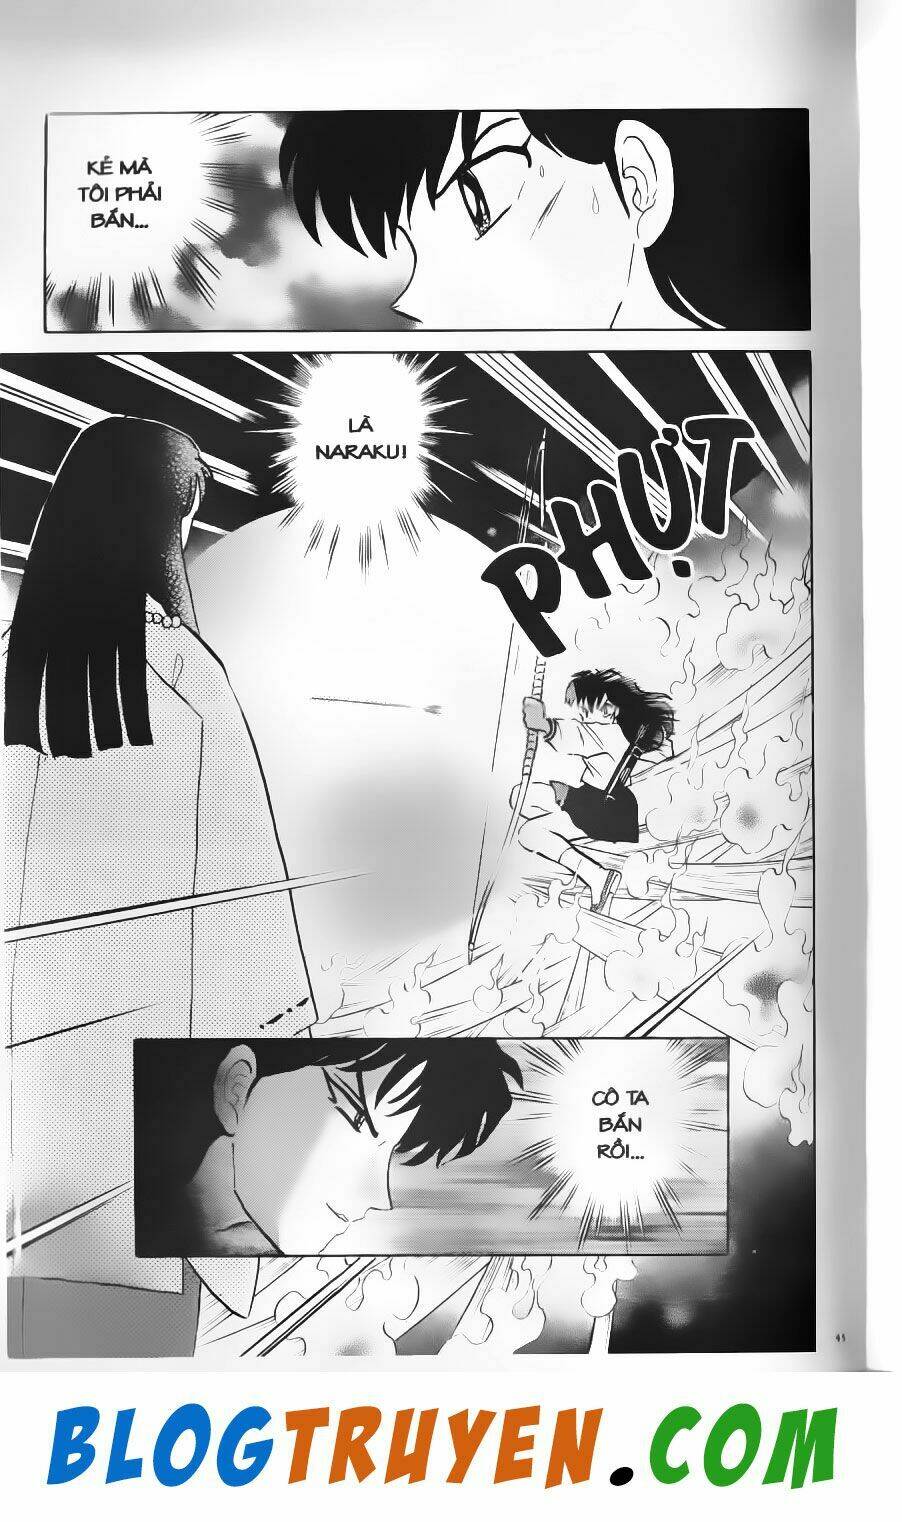 KẺ MÀ
TÔI PHẢI
BẮN...
LÀ
NARAKU!
PHỰT
CÔ TA
BẮN
RỒI...
BLOGTRUYEN.COM